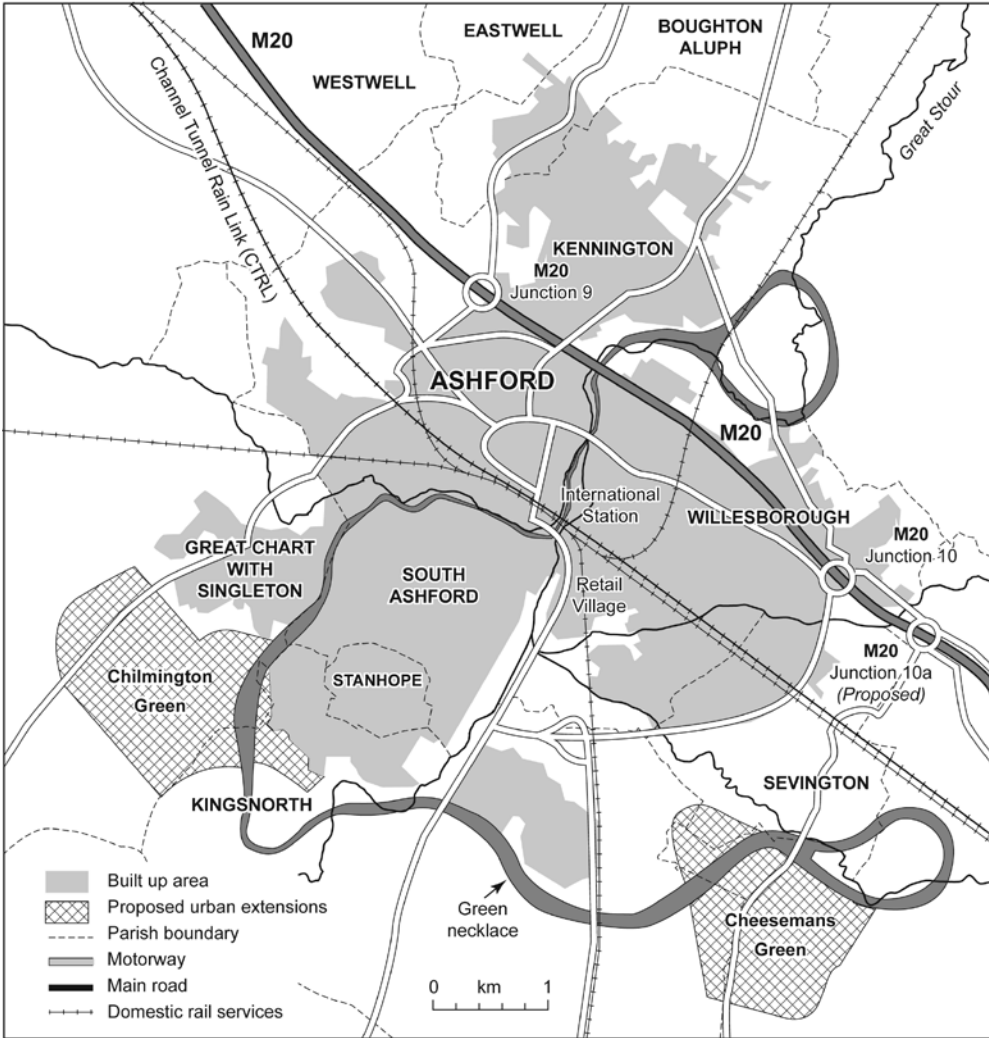 M20
EASTWELL
BOUGHTON
ALUPH
WESTWELL
Channel Tunnel Rain Link (CTRL)
Great Stour
KENNINGTON
M20
Junction 9
ASHFORD
M20
International
Station
WILLESBOROUGH
M20
Junction 10
GREAT CHART
WITH
SINGLETON
SOUTH
ASHFORD
Retail
Village
M20
Junction 10a
(Proposed)
Chilmington
Green
STANHOPE
SEVINGTON
KINGSNORTH
Green
necklace
Cheesemans
Green
Built up area
Proposed urban extensions
Parish boundary
Motorway
Main road
Domestic rail services
0 km 1